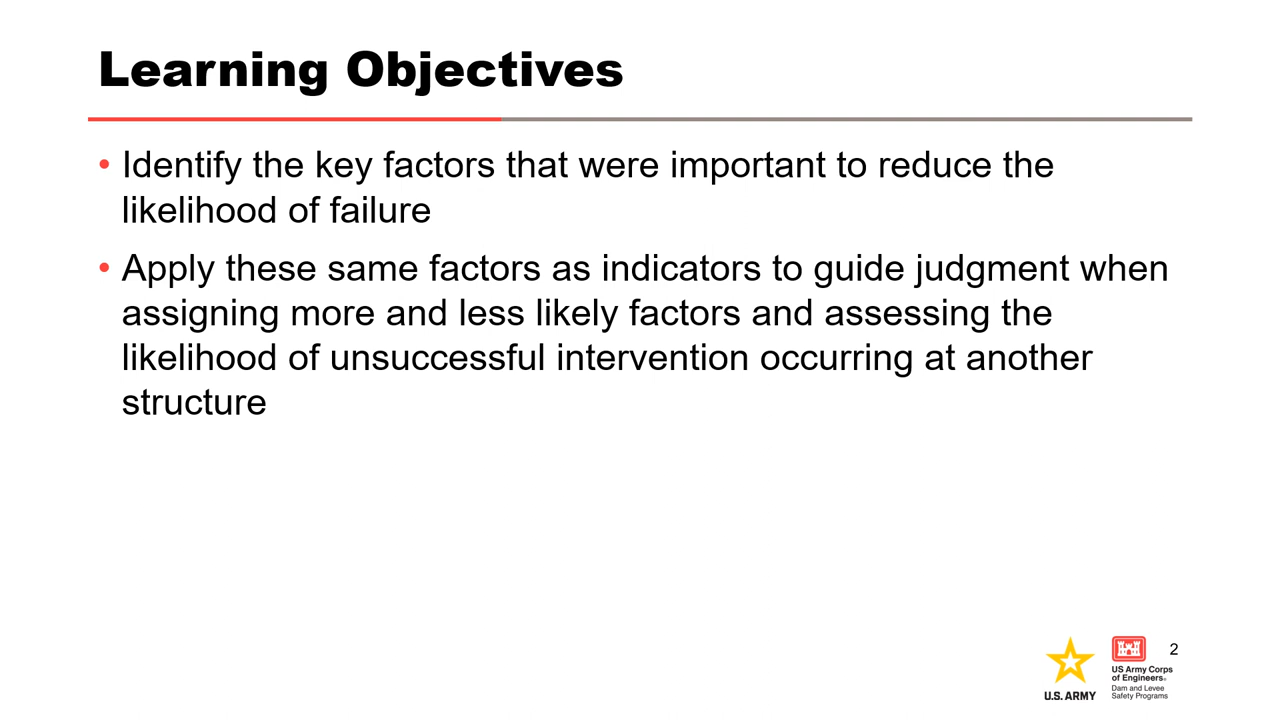 Learning Objectives
• Identify the key factors that were important to reduce the
likelihood of failure
• Apply these same factors as indicators to guide judgment when
assigning more and less likely factors and assessing the
likelihood of unsuccessful intervention occurring at another
structure
2
U.S. ARMY
US Army Corps
of Engineers®
Dam and Levee
Safety Programs